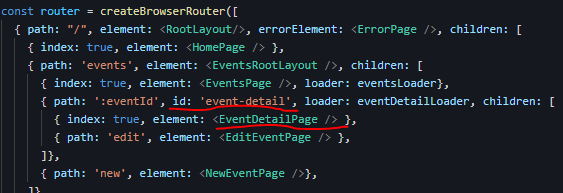 const router = createBrowserRouter([
{ path: "/", element: <RootLayout/>, errorElement: <ErrorPage />, children: [
{ index: true, element: <HomePage /> },
{ path: 'events', element: <EventsRootLayout />, children: [
{ index: true, element: <EventsPage />, loader: eventsLoader},
{ path: ':eventId', id: 'event-detail', loader: eventDetailLoader, children: [
{ index: true, element: <EventDetailPage /> },
{ path: 'edit', element: <EditEventPage /> },
]},
{ path: 'new', element: <NewEventPage />},
]}